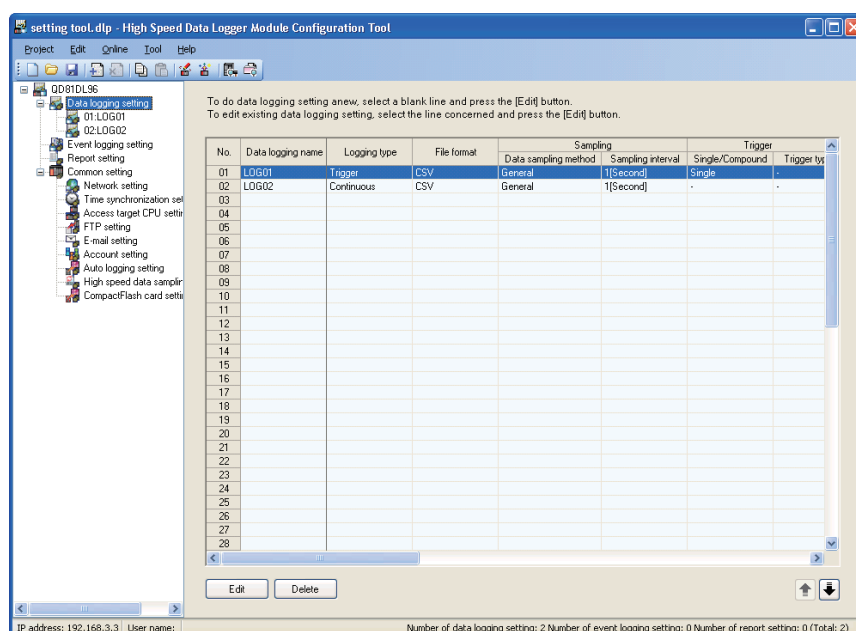 setting tool.dlp - High Speed Data Logger Module Configuration Tool
Project Edit Online Tool Help
QD81DL96
Data logging setting
01:LOG01
02:LOG02
Event logging setting
Report setting
Common setting
Network setting
Time synchronization set
Access target CPU settin
FTP setting
E-mail setting
Account setting
Auto logging setting
High speed data samplin
CompactFlash card settin
To do data logging setting anew, select a blank line and press the [Edit] button.
To edit existing data logging setting, select the line concerned and press the [Edit] button.
Sampling Trigger
No. Data logging name Logging type File format Data sampling method Sampling interval Single/Compound Trigger typ
01 LOG01 Trigger CSV General 1[Second] Single -
02 LOG02 Continuous CSV General 1[Second] - -
03
04
05
06
07
08
09
10
11
12
13
14
15
16
17
18
19
20
21
22
23
24
25
26
27
28
Edit Delete
IP address: 192.168.3.3 User name: Number of data logging setting: 2 Number of event logging setting: 0 Number of report setting: 0 (Total: 2)